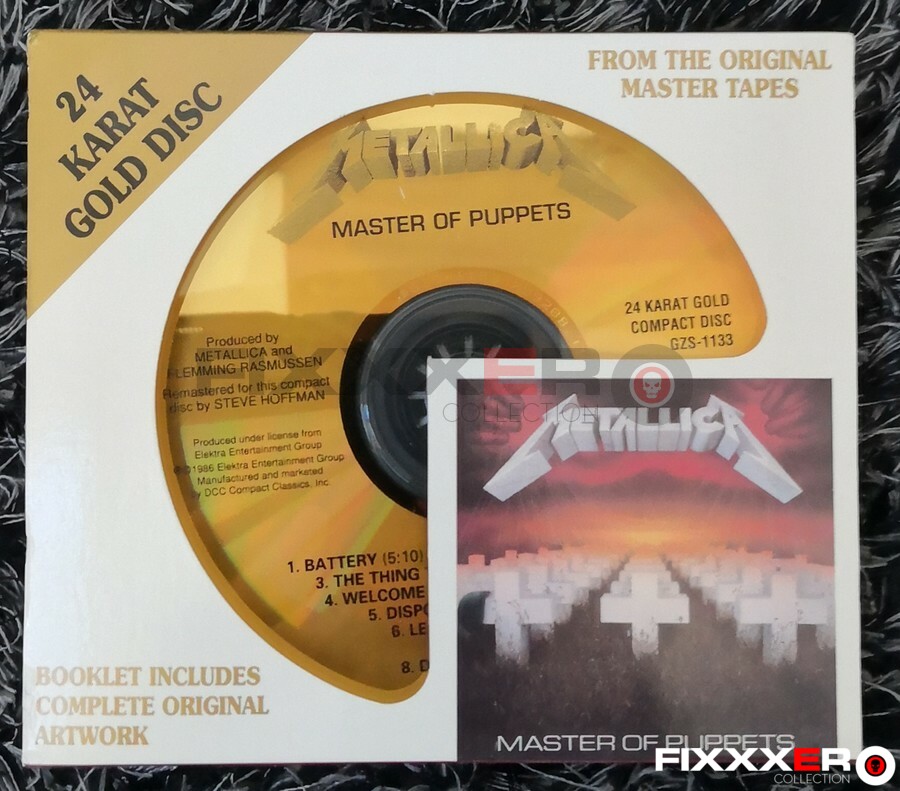 24
KARAT
GOLD DISC
FROM THE ORIGINAL
MASTER TAPES
METALLICA
MASTER OF PUPPETS
24 KARAT GOLD
COMPACT DISC
GZS-1133
Produced by
METALLICA and
FLEMMING RASMUSSEN
Remastered for this compact
disc by STEVE HOFFMAN
Produced under license from
Elektra Entertainment Group
©1986 Elektra Entertainment Group
Manufactured and marketed
by DCC Compact Classics, Inc.
1. BATTERY (5:10)
3. THE THING
4. WELCOME
5. DISPO
6. LE
8. D
FIXXXERO
COLLECTION
METALLICA
MASTER OF PUPPETS
BOOKLET INCLUDES
COMPLETE ORIGINAL
ARTWORK
FIXXXERO
COLLECTION